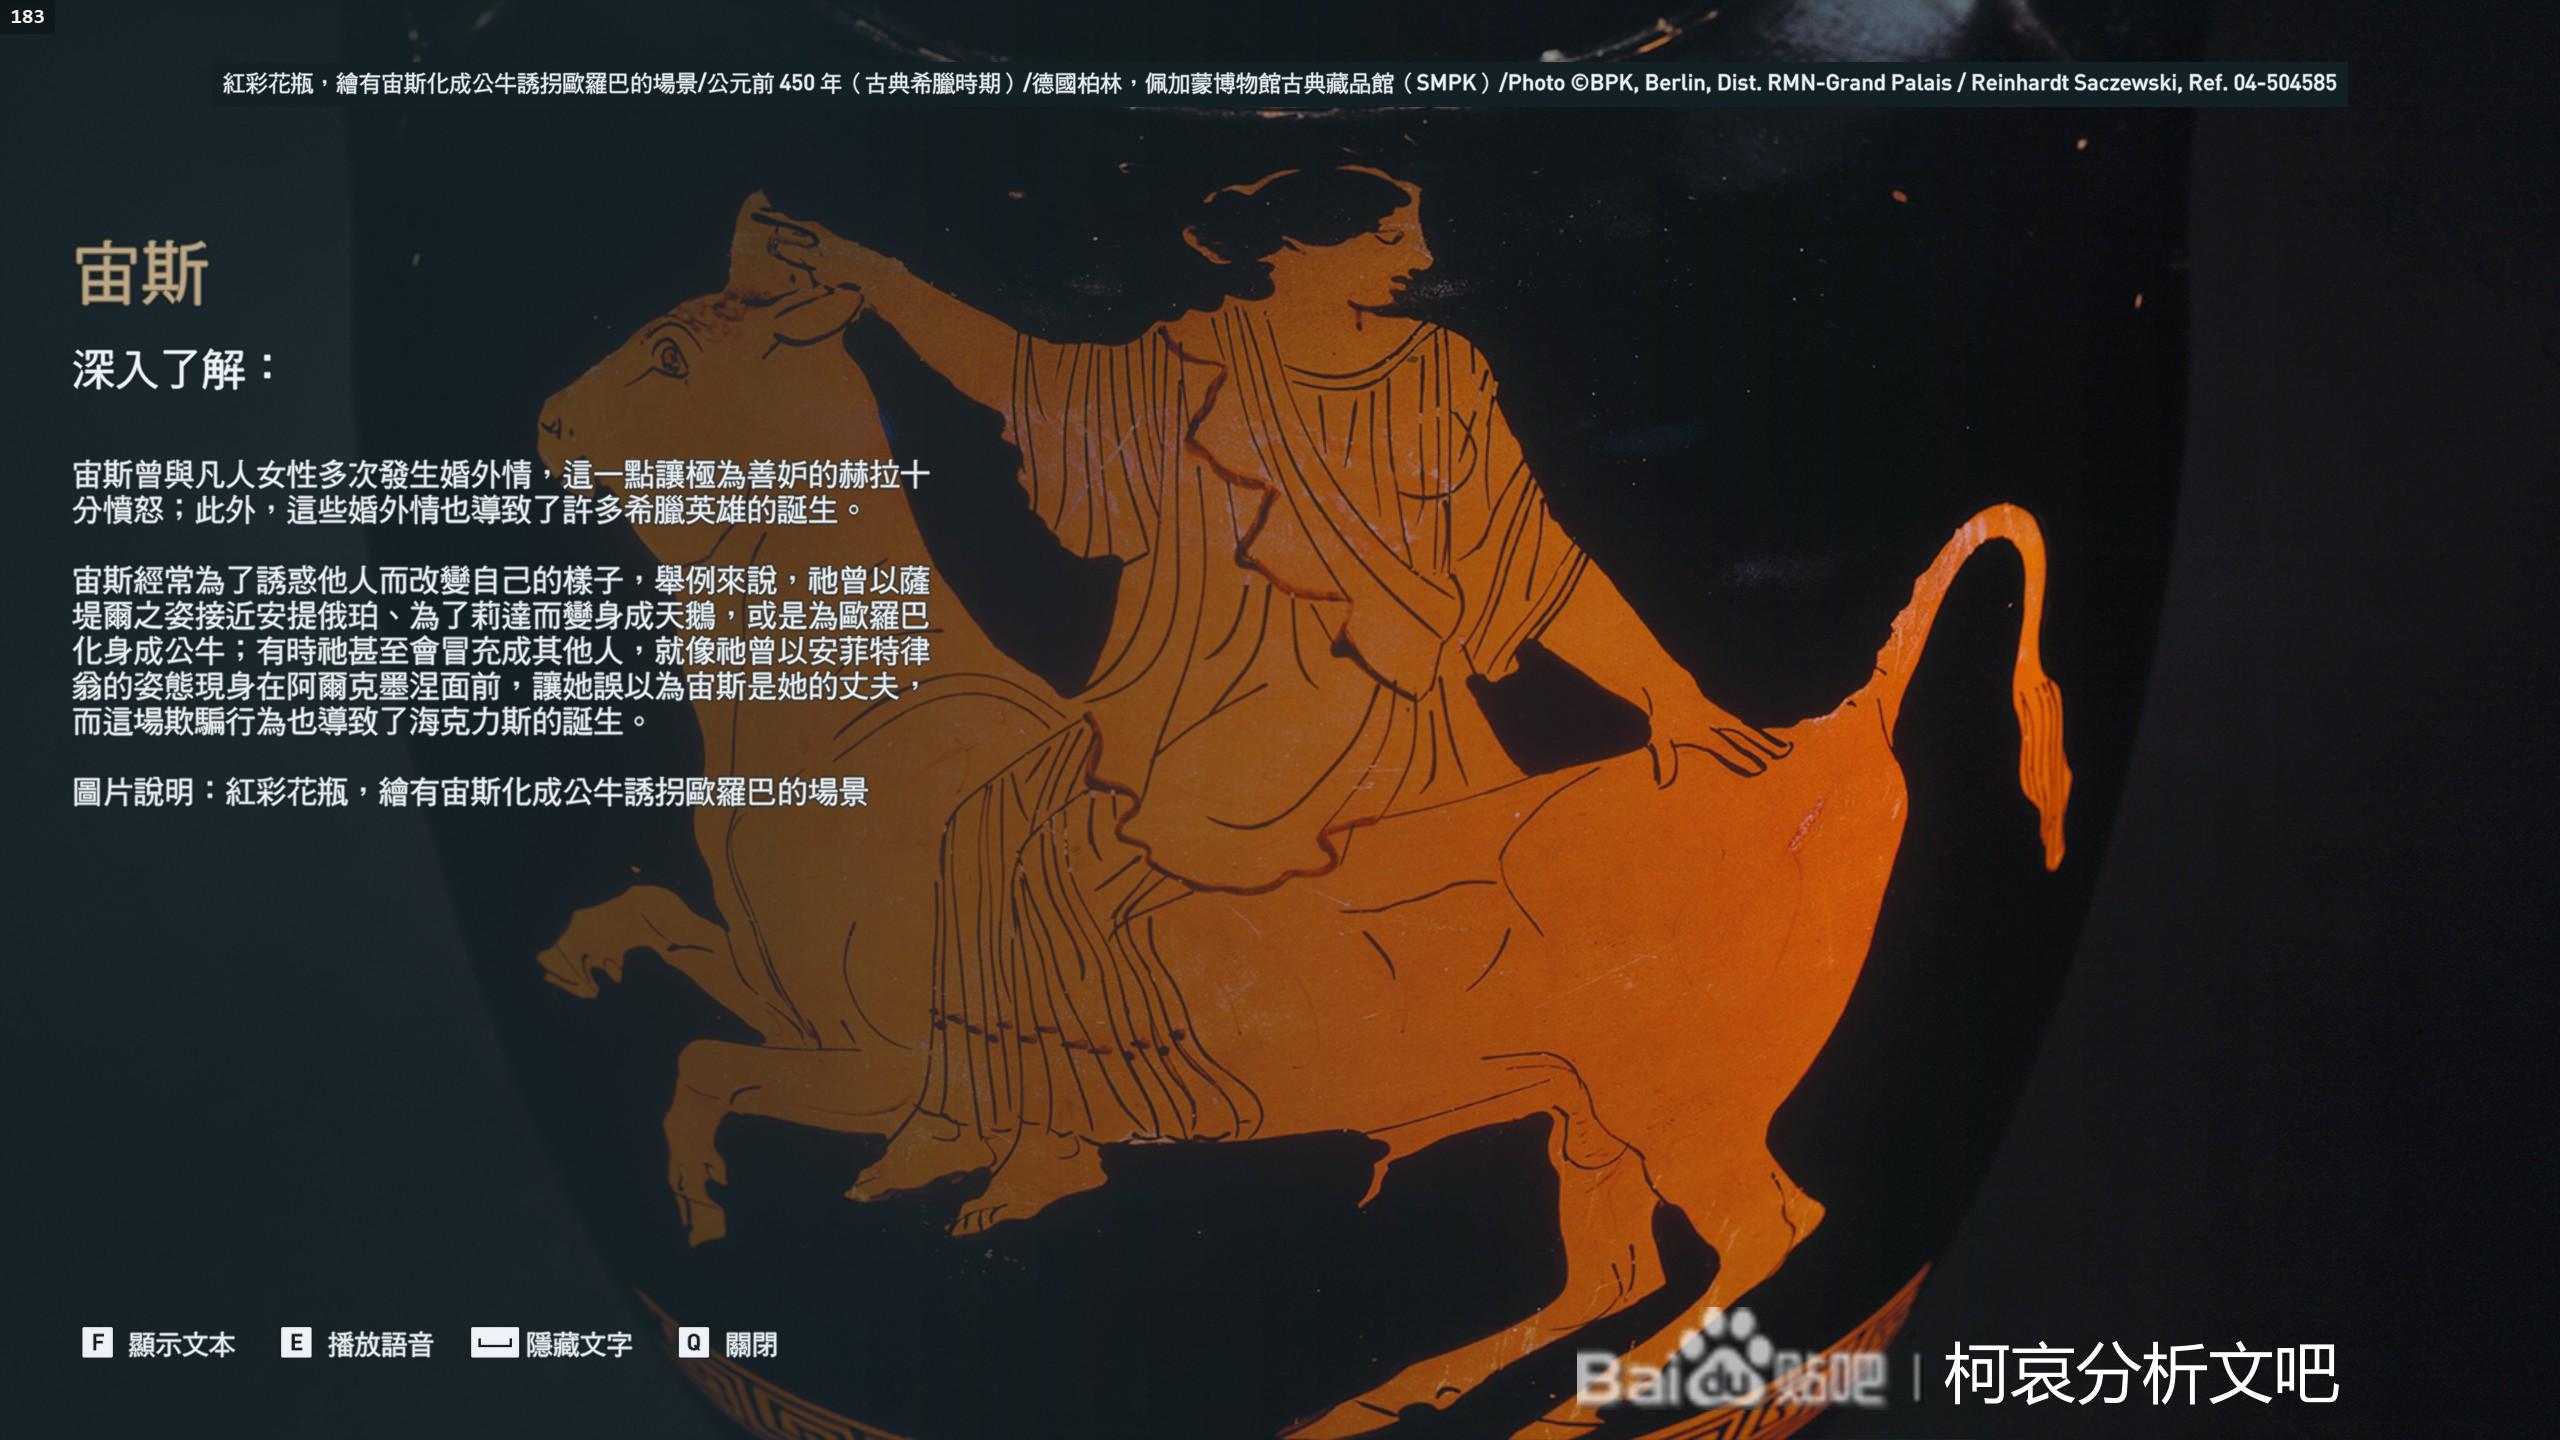 183
紅彩花瓶，繪有宙斯化成公牛誘拐歐羅巴的場景/公元前 450 年（古典希臘時期）/德國柏林，佩加蒙博物館古典藏品館（SMPK）/Photo ©BPK, Berlin, Dist. RMN-Grand Palais / Reinhardt Saczewski, Ref. 04-504585
宙斯
深入了解：
宙斯曾與凡人女性多次發生婚外情，這一點讓極為善妒的赫拉十
分憤怒；此外，這些婚外情也導致了許多希臘英雄的誕生。
宙斯經常為了誘惑他人而改變自己的樣子，舉例來說，祂曾以薩
堤爾之姿接近安提俄珀、為了莉達而變身成天鵝，或是為歐羅巴
化身成公牛；有時祂甚至會冒充成其他人，就像祂曾以安菲特律
翁的姿態現身在阿爾克墨涅面前，讓她誤以為宙斯是她的丈夫，
而這場欺騙行為也導致了海克力斯的誕生。
圖片說明：紅彩花瓶，繪有宙斯化成公牛誘拐歐羅巴的場景
F 顯示文本 E 播放語音 隱藏文字 Q 關閉
Baidu贴吧 | 柯哀分析文吧